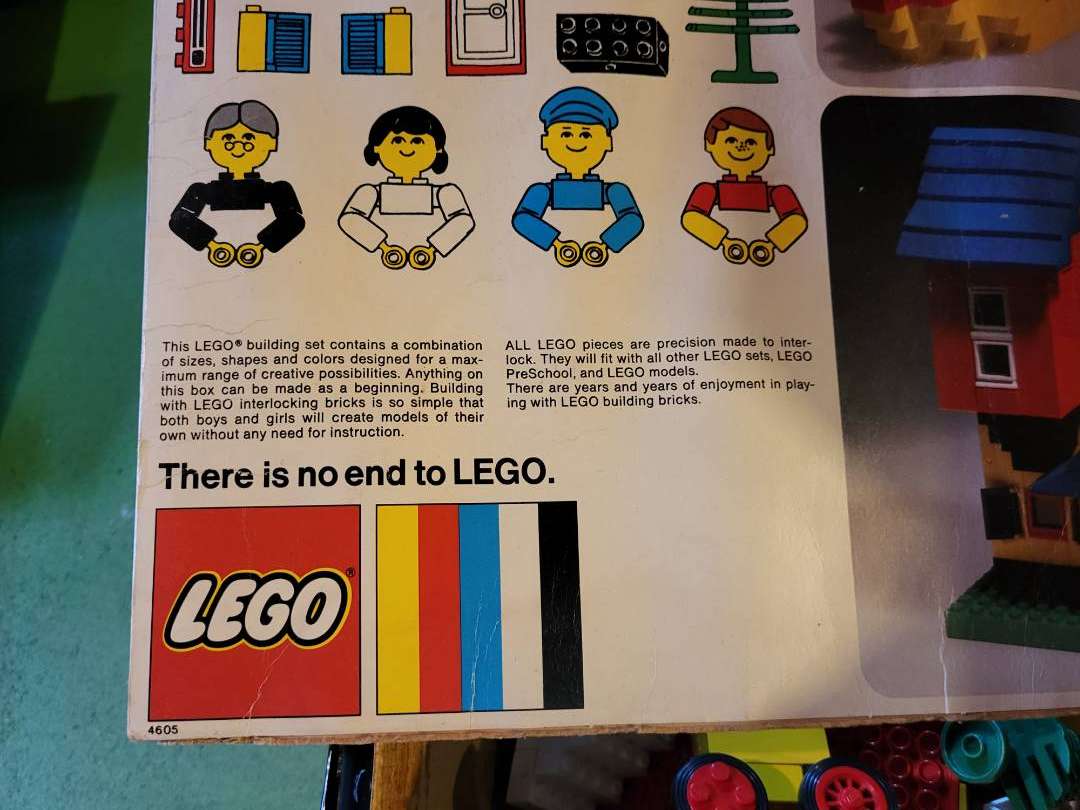 This LEGO® building set contains a combination
of sizes, shapes and colors designed for a max-
imum range of creative possibilities. Anything on
this box can be made as a beginning. Building
with LEGO interlocking bricks is so simple that
both boys and girls will create models of their
own without any need for instruction.
ALL LEGO pieces are precision made to inter-
lock. They will fit with all other LEGO sets, LEGO
PreSchool, and LEGO models.
There are years and years of enjoyment in play-
ing with LEGO building bricks.
There is no end to LEGO.
LEGO®
4605